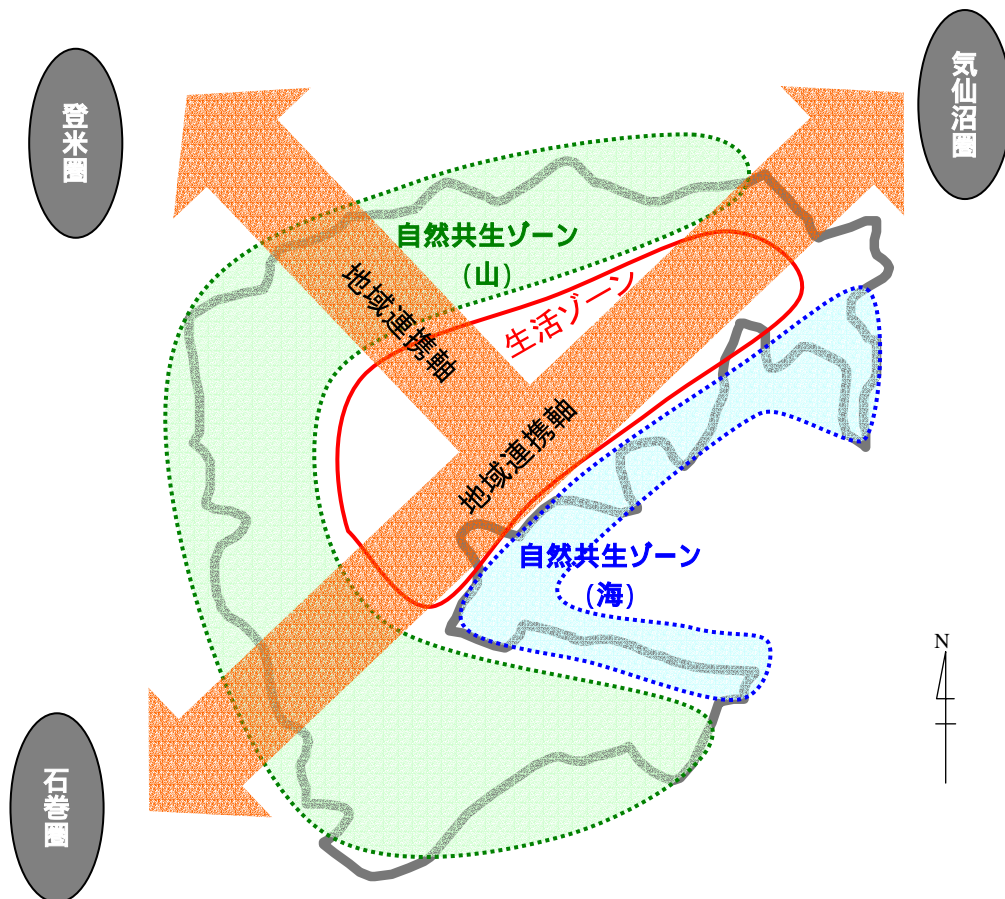 気仙沼圏
登米圏
自然共生ゾーン
(山)
地域連携軸
生活ゾーン
地域連携軸
自然共生ゾーン
(海)
N
石巻圏